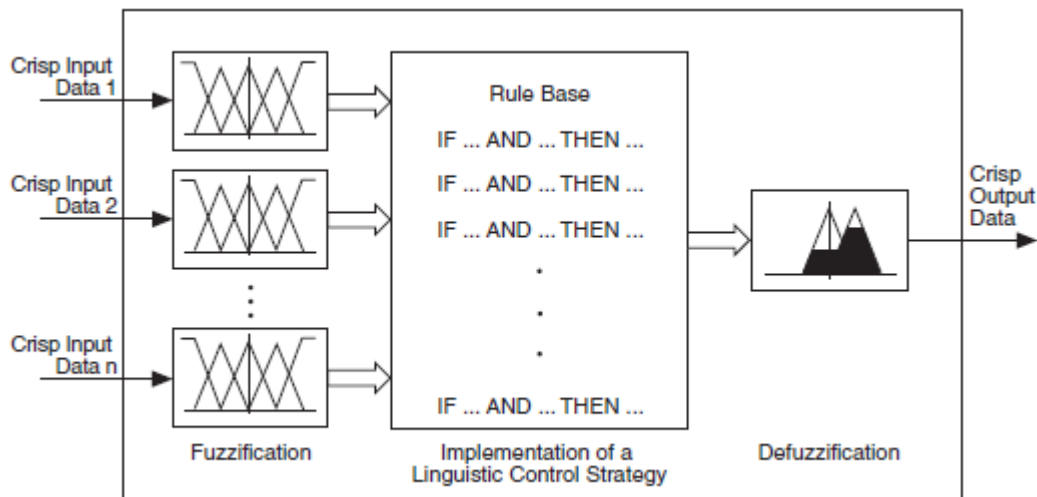 Crisp Input
Data 1
Crisp Input
Data 2
Crisp Input
Data n
Fuzzification
Rule Base
IF ... AND ... THEN ...
IF ... AND ... THEN ...
IF ... AND ... THEN ...
IF ... AND ... THEN ...
Implementation of a
Linguistic Control Strategy
Defuzzification
Crisp
Output
Data